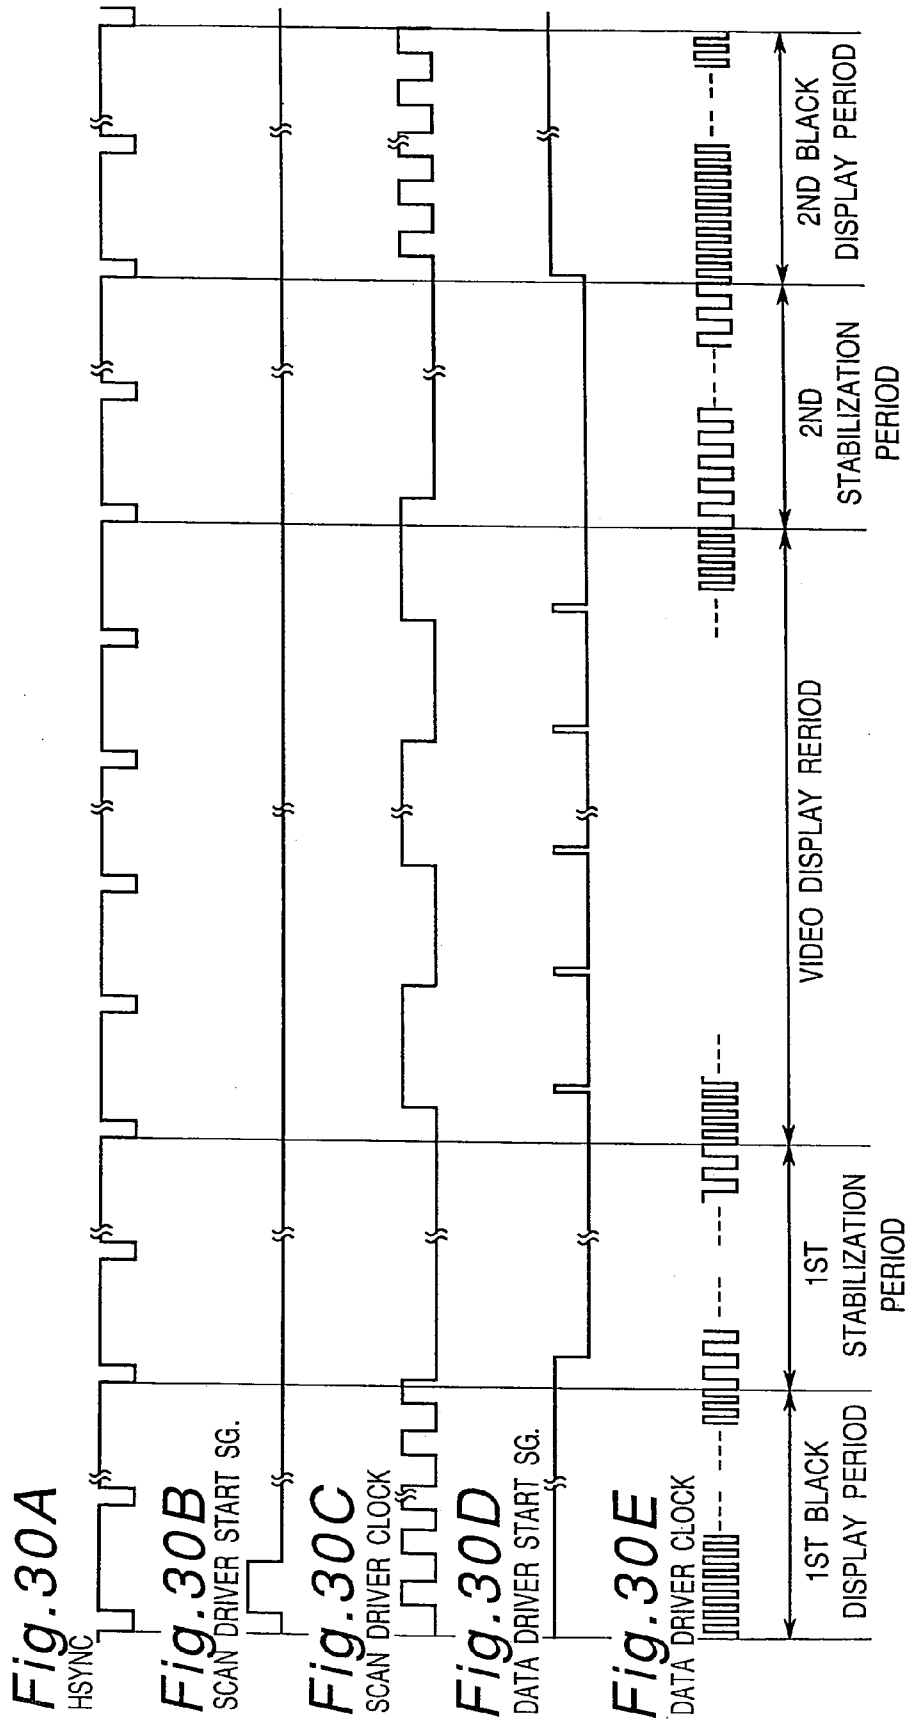 Fig.30A
HSYNC
Fig.30B
SCAN DRIVER START SG.
Fig.30C
SCAN DRIVER CLOCK
Fig.30D
DATA DRIVER START SG.
Fig.30E
DATA DRIVER CLOCK
1ST BLACK
DISPLAY PERIOD
1ST
STABILIZATION
PERIOD
VIDEO DISPLAY RERIOD
2ND
STABILIZATION
PERIOD
2ND BLACK
DISPLAY PERIOD